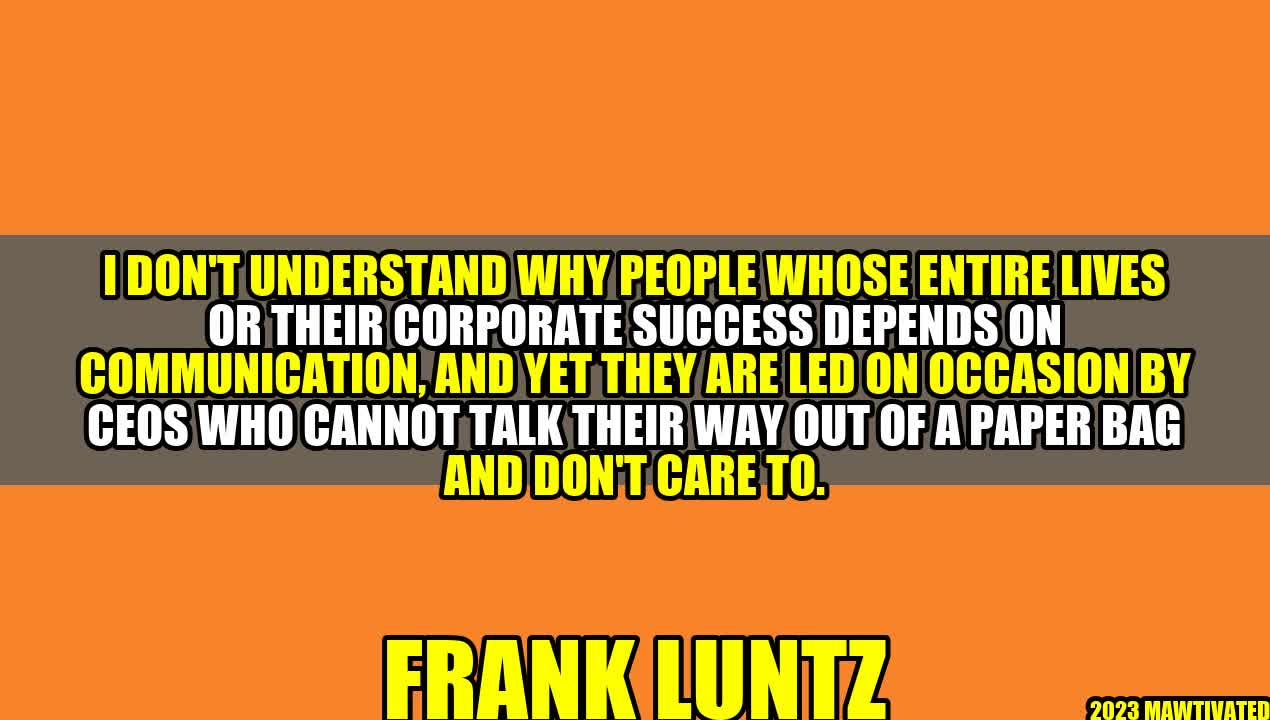 I DON'T UNDERSTAND WHY PEOPLE WHOSE ENTIRE LIVES
OR THEIR CORPORATE SUCCESS DEPENDS ON
COMMUNICATION, AND YET THEY ARE LED ON OCCASION BY
CEOS WHO CANNOT TALK THEIR WAY OUT OF A PAPER BAG
AND DON'T CARE TO.
FRANK LUNTZ
2023 MAWTIVATED